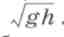 √gh .